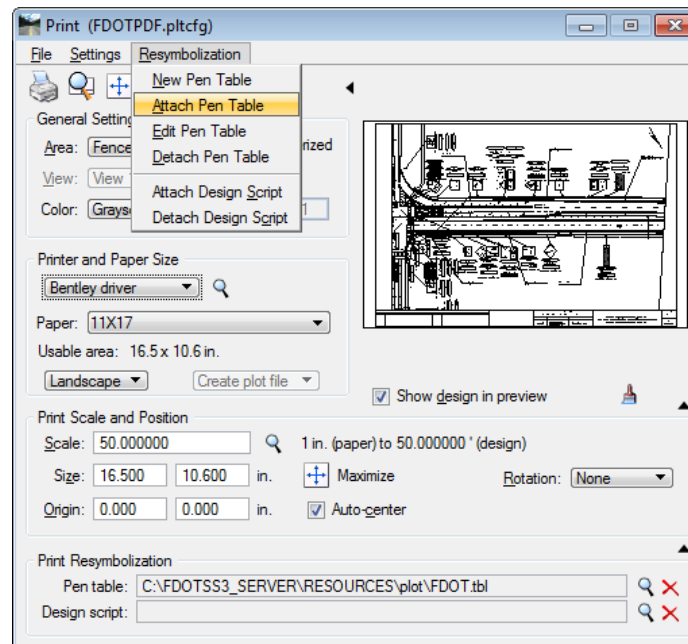 Print (FDOTPDF.pltcfg)
File Settings Resymbolization
New Pen Table
Attach Pen Table
Edit Pen Table
Detach Pen Table
Attach Design Script
Detach Design Script
General Setting
Area: Fence rized
View: View
Color: Graysc 1
Printer and Paper Size
Bentley driver
Paper: 11X17
Usable area: 16.5 x 10.6 in.
Landscape Create plot file
Show design in preview
Print Scale and Position
Scale: 50.000000 1 in. (paper) to 50.000000 ' (design)
Size: 16.500 10.600 in. Maximize Rotation: None
Origin: 0.000 0.000 in. Auto-center
Print Resymbolization
Pen table: C:\FDOTSS3_SERVER\RESOURCES\plot\FDOT.tbl
Design script: